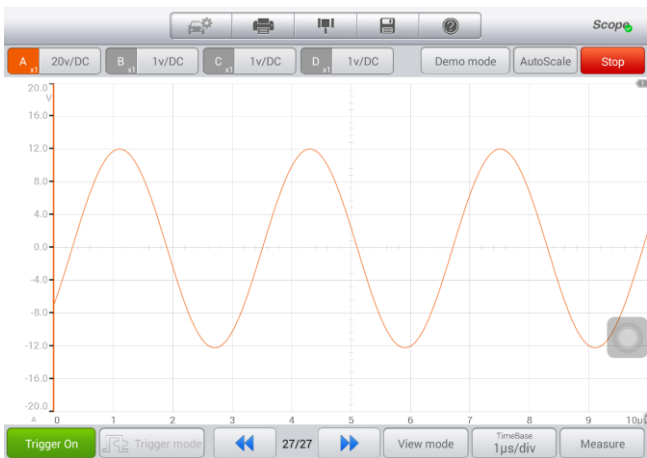 Scope
A x1 20v/DC B x1 1v/DC C x1 1v/DC D x1 1v/DC Demo mode AutoScale Stop
20.0
V
16.0
12.0
8.0
4.0
0.0
-4.0
-8.0
-12.0
-16.0
-20.0
A 0 1 2 3 4 5 6 7 8 9 10μ
Trigger On Trigger mode 27/27 View mode TimeBase 1μs/div Measure